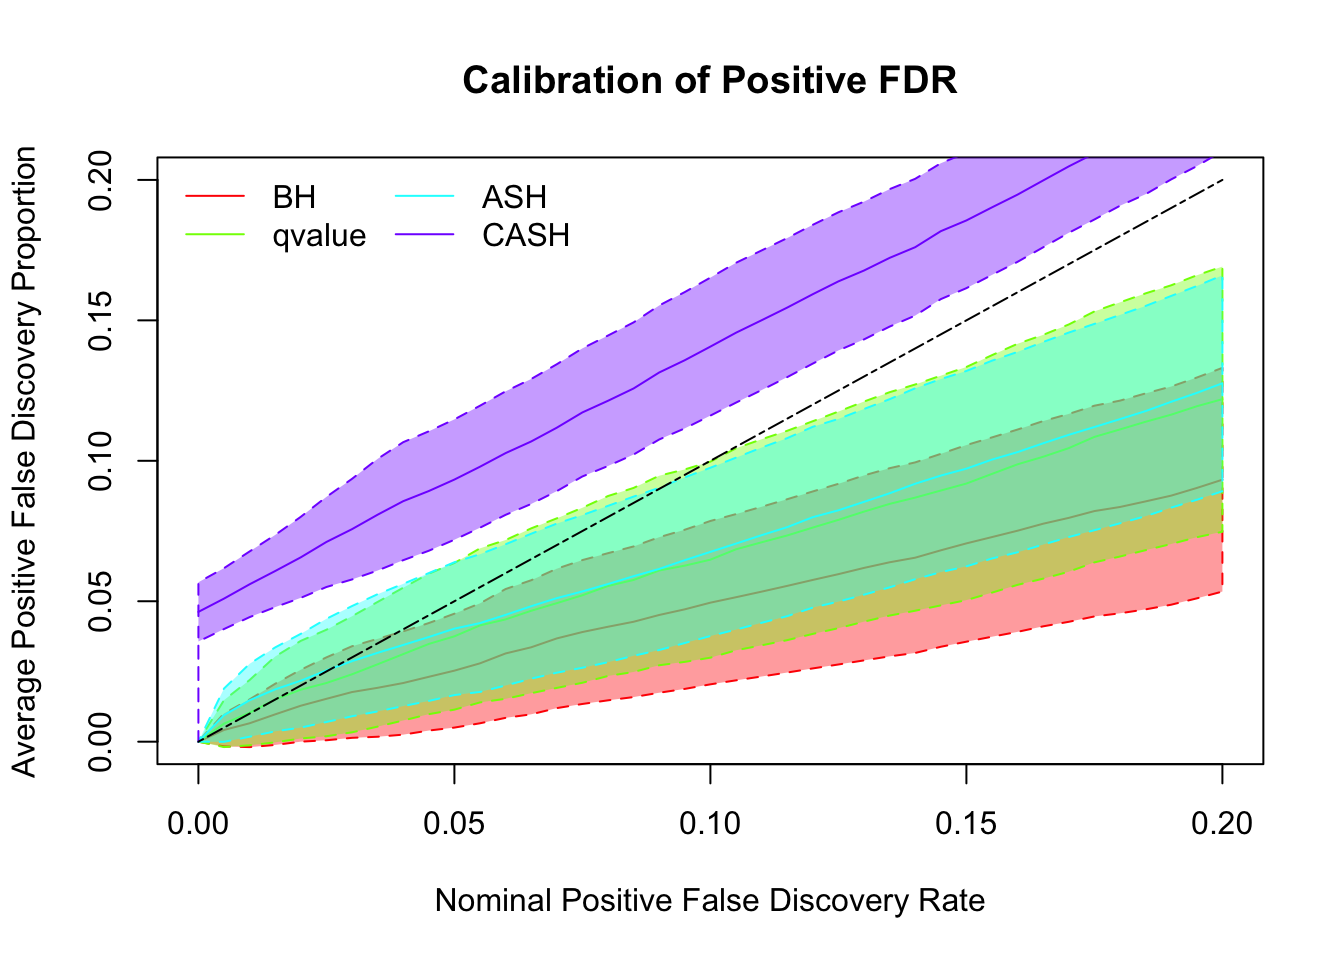 Calibration of Positive FDR
Average Positive False Discovery Proportion
0.20
0.15
0.10
0.05
0.00
BH
qvalue
ASH
CASH
0.00 0.05 0.10 0.15 0.20
Nominal Positive False Discovery Rate